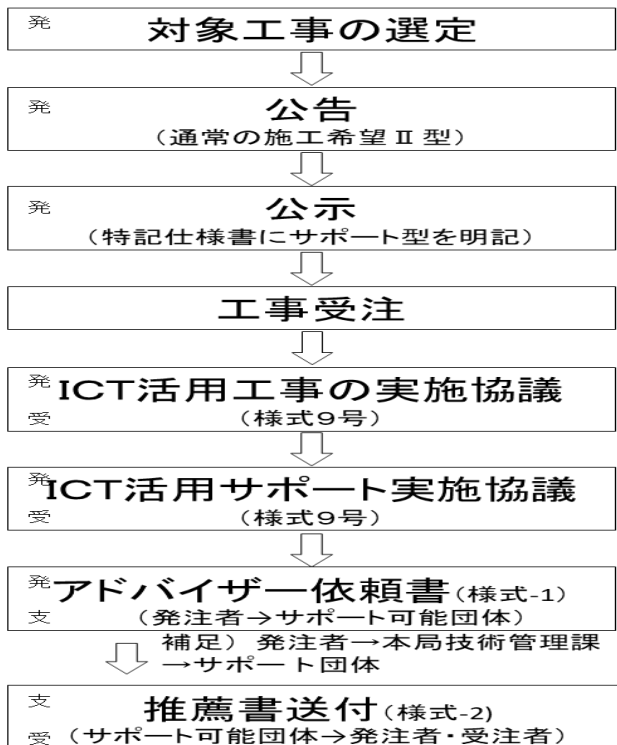 発 対象工事の選定
発 公告
（通常の施工希望Ⅱ型）
発 公示
（特記仕様書にサポート型を明記）
工事受注
発 ICT活用工事の実施協議
受 （様式9号）
発 ICT活用サポート実施協議
受 （様式9号）
発 アドバイザー依頼書(様式-1)
支 （発注者→サポート可能団体）
補足）発注者→本局技術管理課
→サポート団体
支 推薦書送付(様式-2)
受 （サポート可能団体→発注者・受注者）